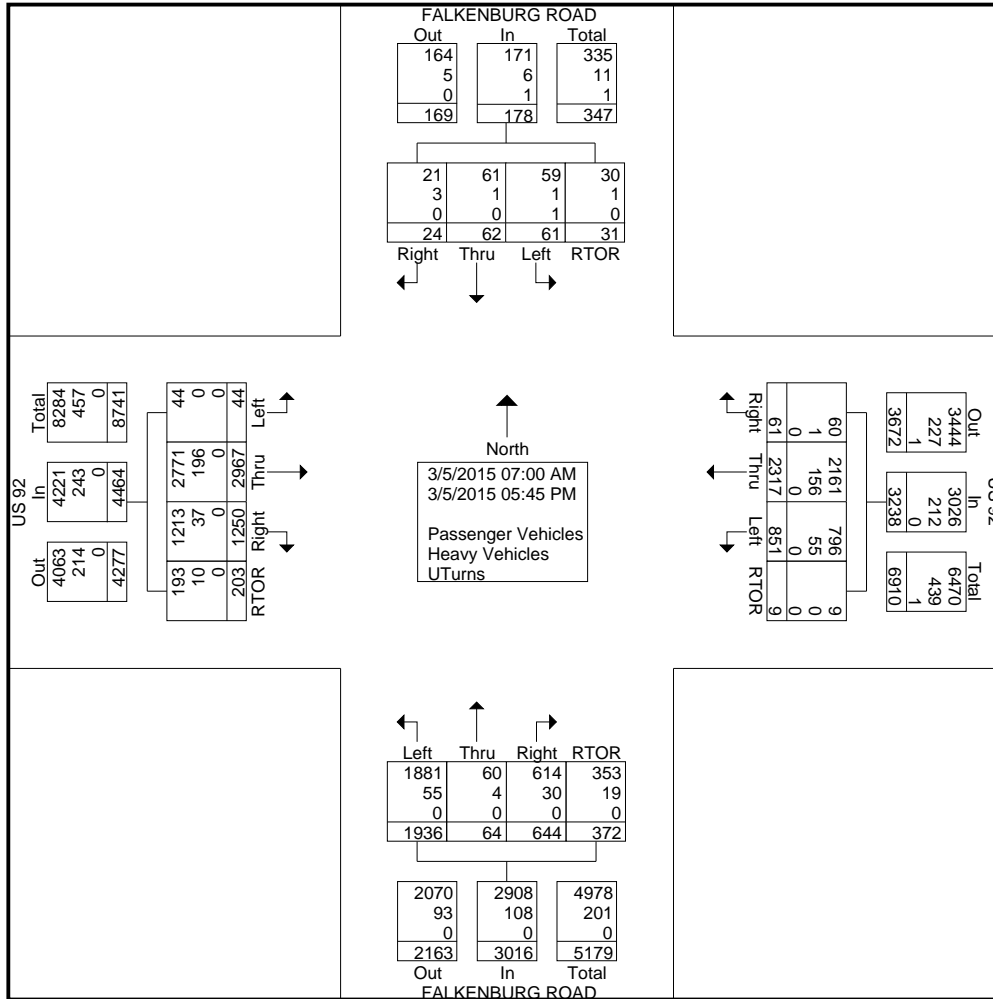 FALKENBURG ROAD
Out In Total
164 171 335
5 6 11
0 1 1
169 178 347
21 61 59 30
3 1 1 1
0 0 1 0
24 62 61 31
Right Thru Left RTOR
US 92
Total In Out
8284 4221 4063
457 243 214
0 0 0
8741 4464 4277
44 2771 1213 193
0 196 37 10
0 0 0 0
44 2967 1250 203
Left Thru Right RTOR
North
3/5/2015 07:00 AM
3/5/2015 05:45 PM
Passenger Vehicles
Heavy Vehicles
UTurns
Right Thru Left RTOR
60 2161 796 9
1 156 55 0
0 0 0 0
61 2317 851 9
Out In Total
3444 3026 6470
227 212 439
1 0 1
3672 3238 6910
Left Thru Right RTOR
1881 60 614 353
55 4 30 19
0 0 0 0
1936 64 644 372
2070 2908 4978
93 108 201
0 0 0
2163 3016 5179
Out In Total
FALKENBURG ROAD